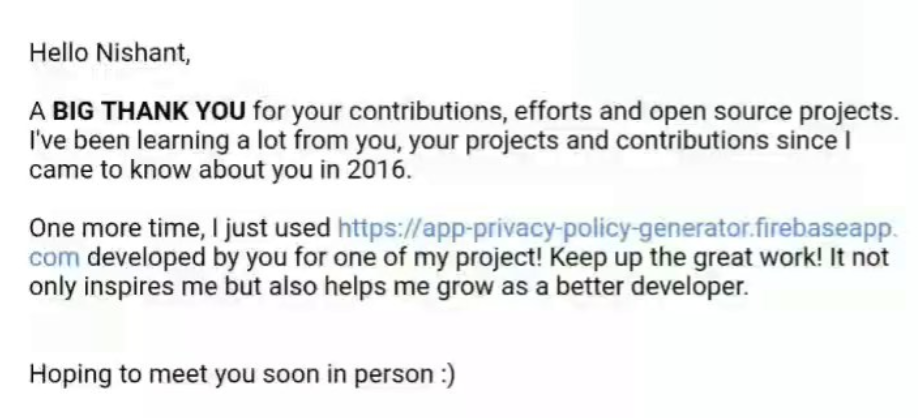 Hello Nishant,
A BIG THANK YOU for your contributions, efforts and open source projects.
I've been learning a lot from you, your projects and contributions since I
came to know about you in 2016.
One more time, I just used https://app-privacy-policy-generator.firebaseapp.
com developed by you for one of my project! Keep up the great work! It not
only inspires me but also helps me grow as a better developer.
Hoping to meet you soon in person :)